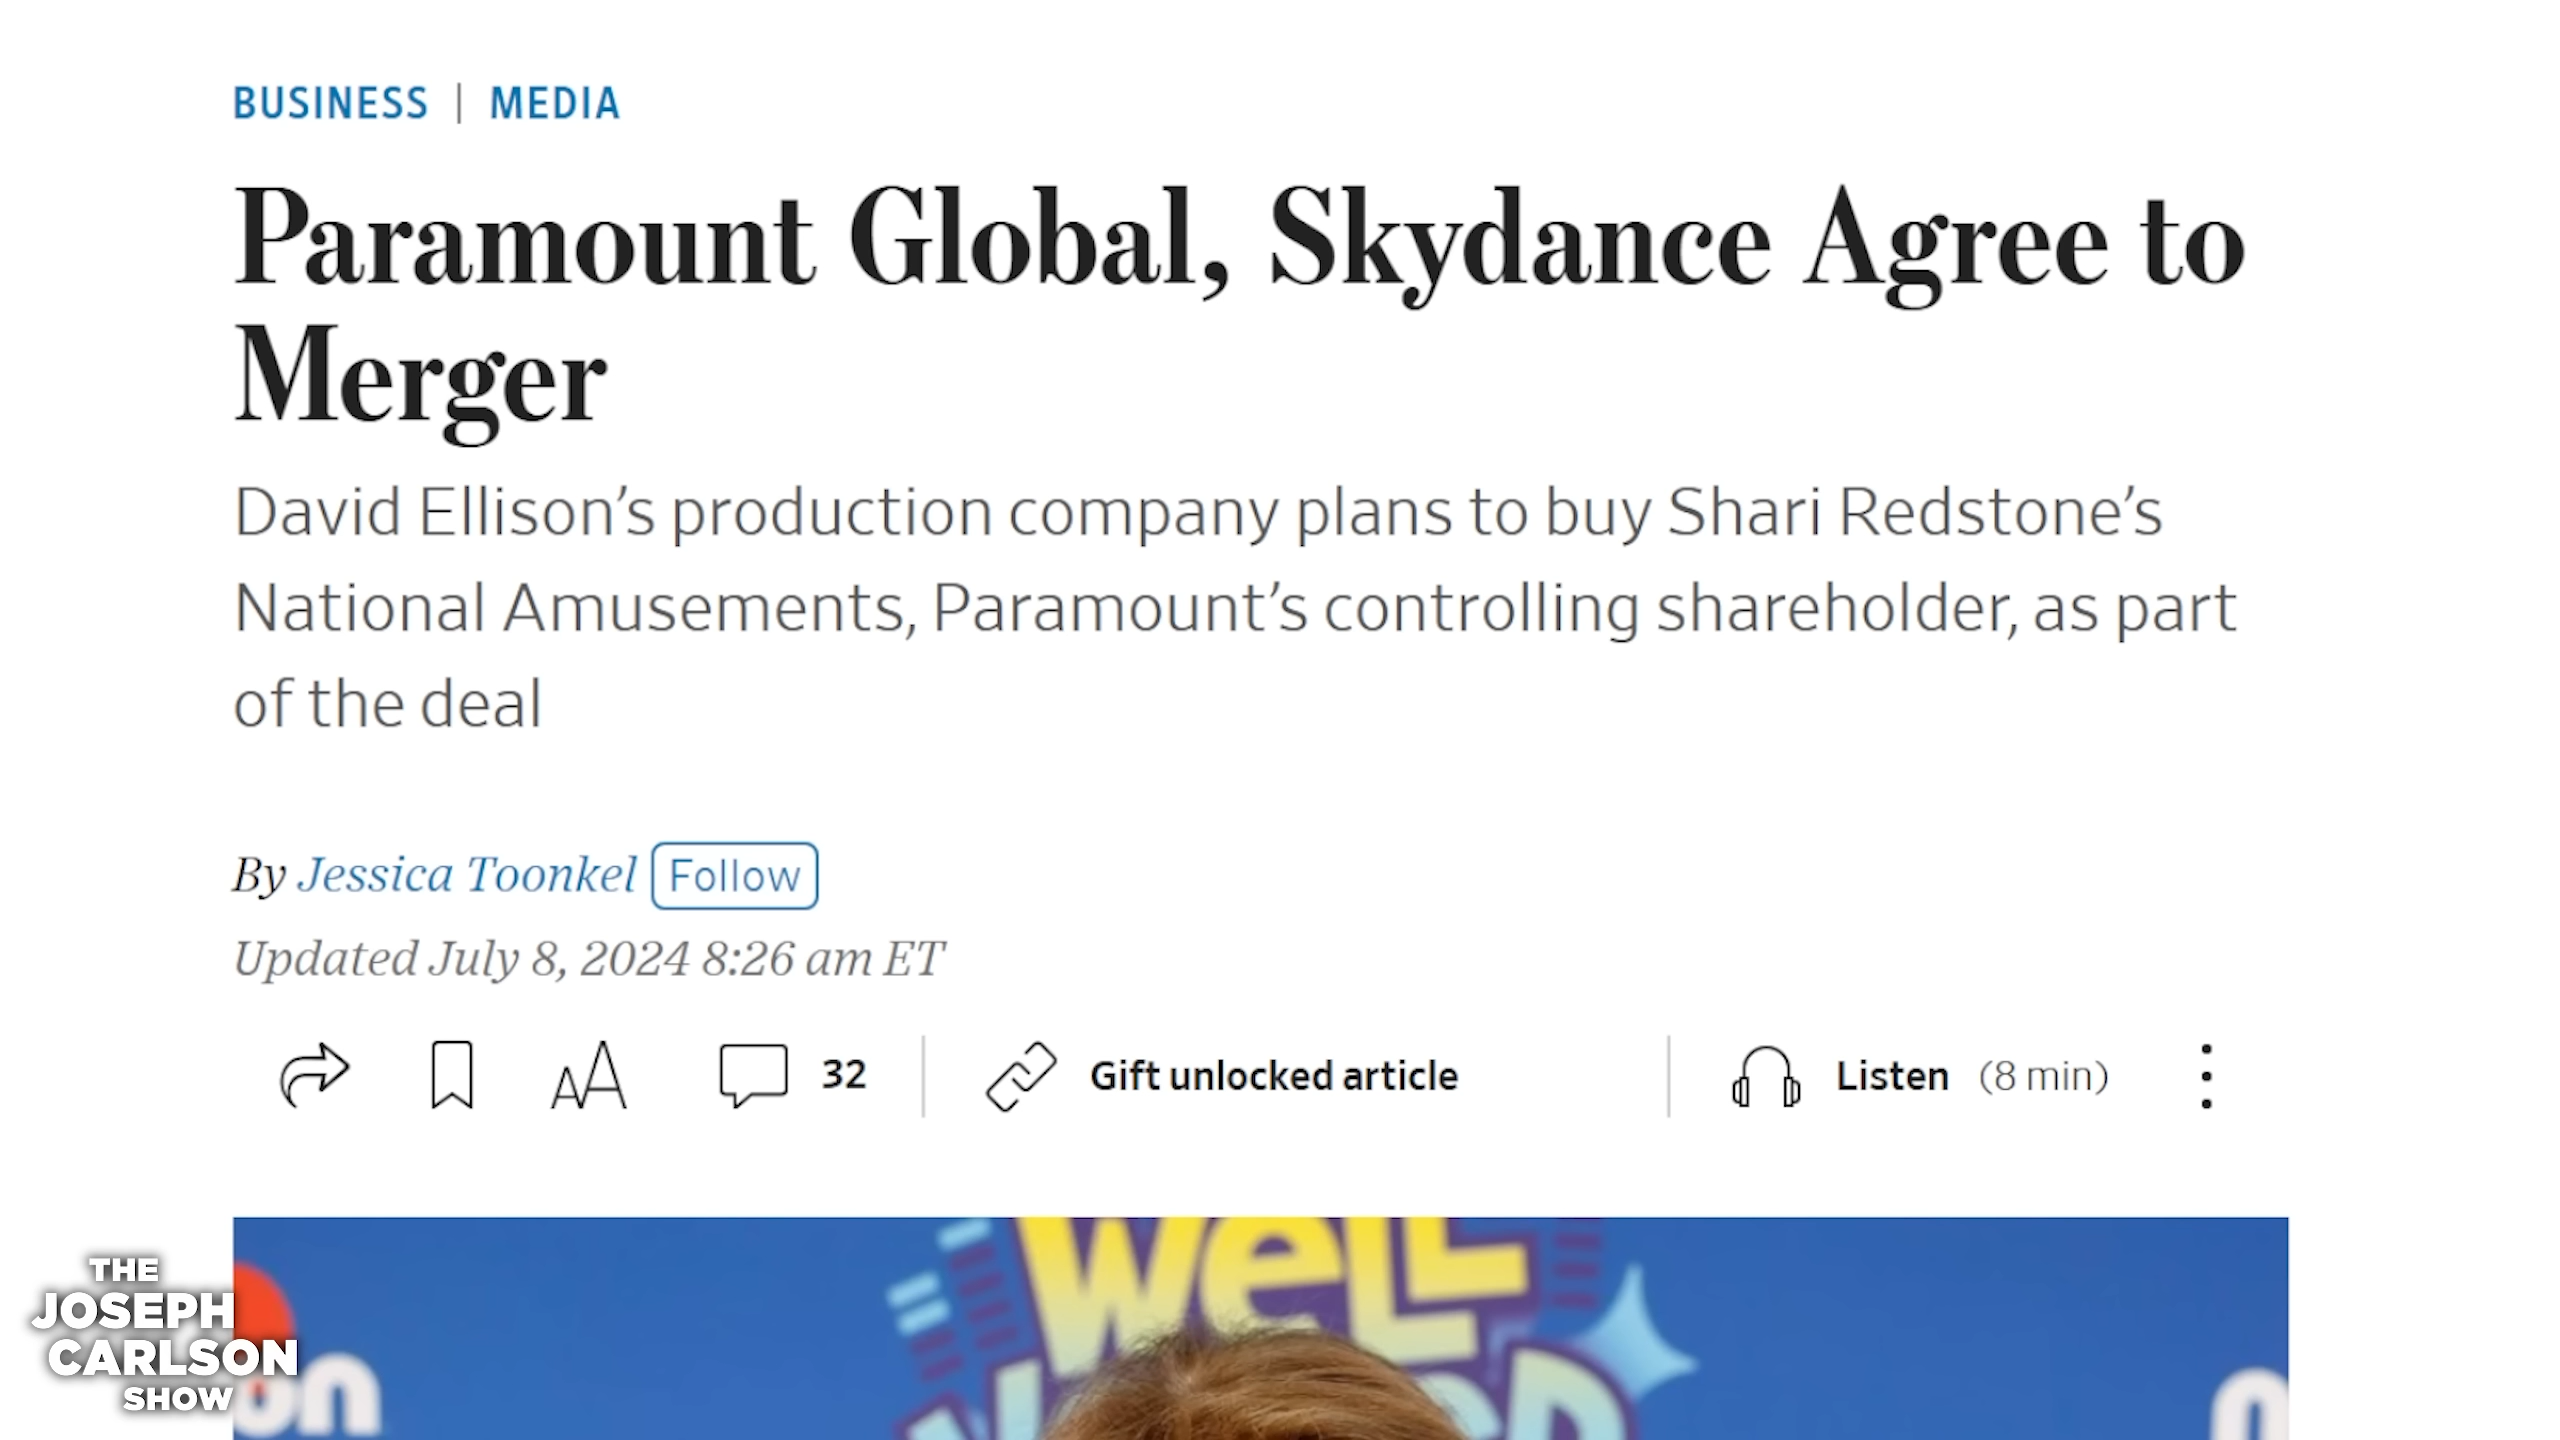 BUSINESS | MEDIA
Paramount Global, Skydance Agree to
Merger
David Ellison’s production company plans to buy Shari Redstone’s
National Amusements, Paramount’s controlling shareholder, as part
of the deal
By Jessica Toonkel Follow
Updated July 8, 2024 8:26 am ET
AA 32 Gift unlocked article Listen (8 min)
WeLL
THE
JOSEPH
CARLSON
SHOW